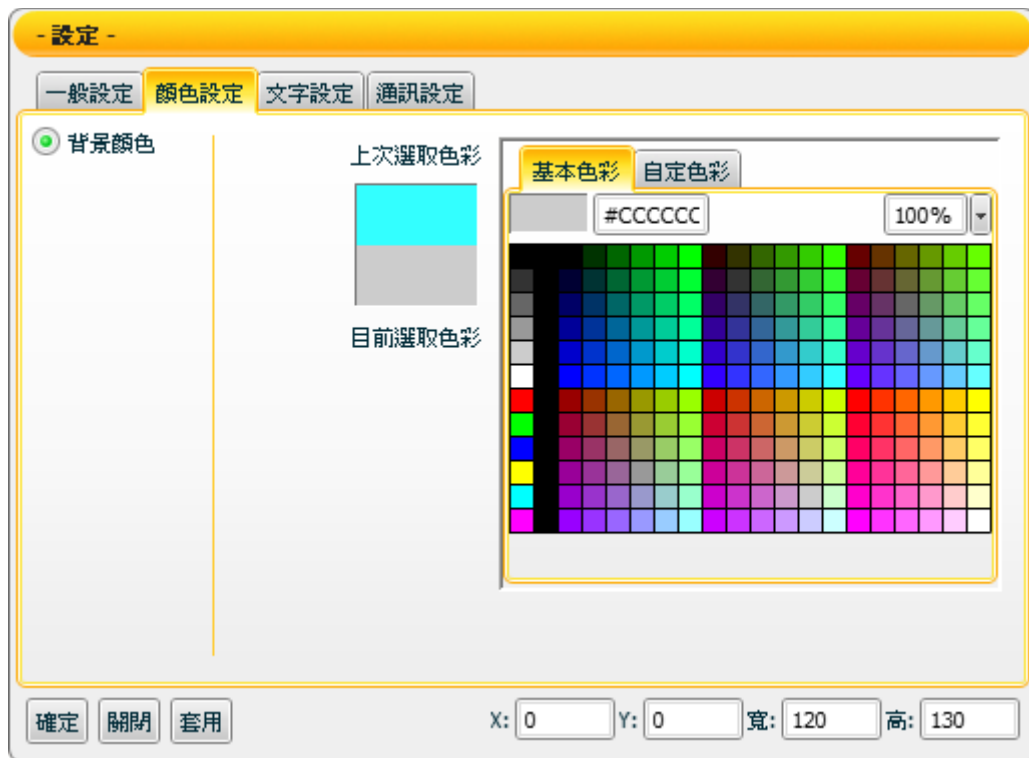 - 設定 -
一般設定 顏色設定 文字設定 通訊設定
背景顏色
上次選取色彩
目前選取色彩
基本色彩 自定色彩
#CCCCCC 100%
確定 關閉 套用 X: 0 Y: 0 寬: 120 高: 130